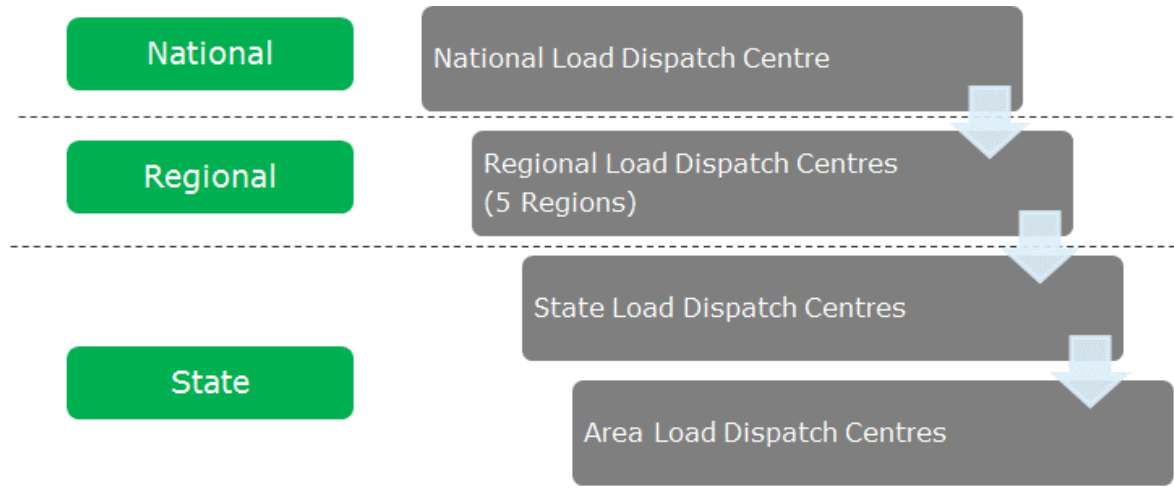 National
National Load Dispatch Centre
Regional
Regional Load Dispatch Centres
(5 Regions)
State Load Dispatch Centres
State
Area Load Dispatch Centres